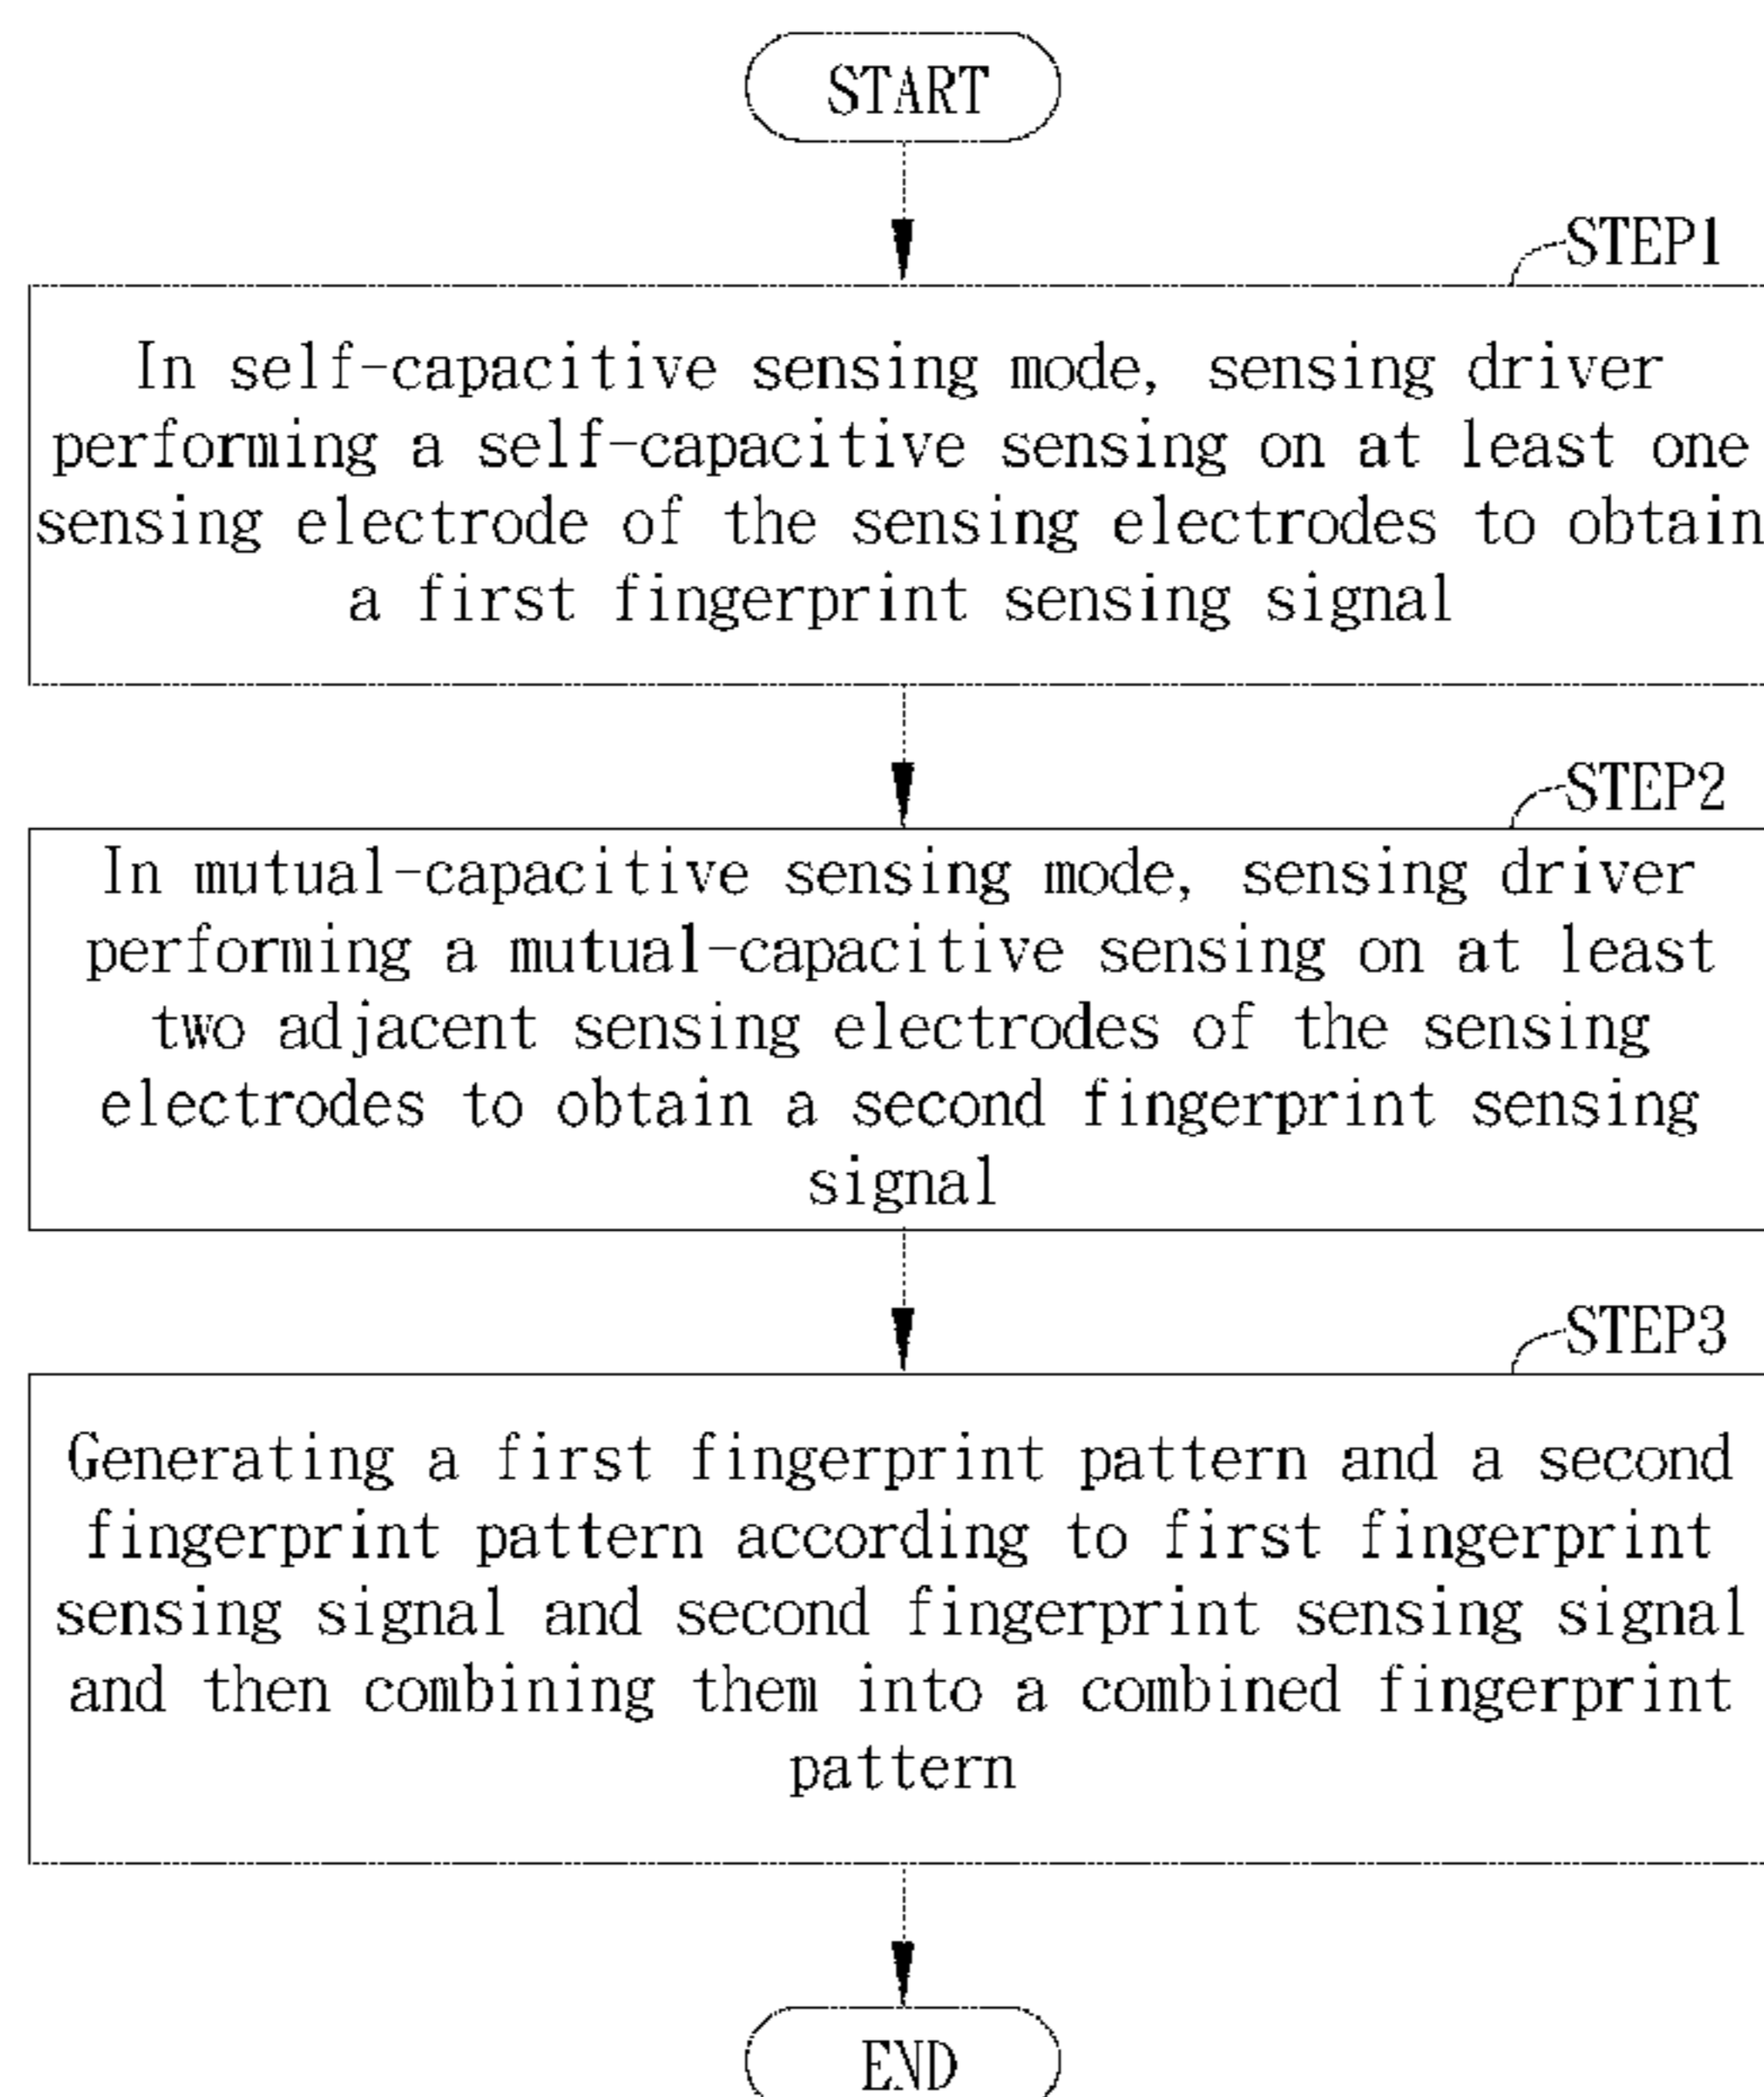 START
STEP1
In self-capacitive sensing mode, sensing driver
performing a self-capacitive sensing on at least one
sensing electrode of the sensing electrodes to obtain
a first fingerprint sensing signal
STEP2
In mutual-capacitive sensing mode, sensing driver
performing a mutual-capacitive sensing on at least
two adjacent sensing electrodes of the sensing
electrodes to obtain a second fingerprint sensing
signal
STEP3
Generating a first fingerprint pattern and a second
fingerprint pattern according to first fingerprint
sensing signal and second fingerprint sensing signal
and then combining them into a combined fingerprint
pattern
END